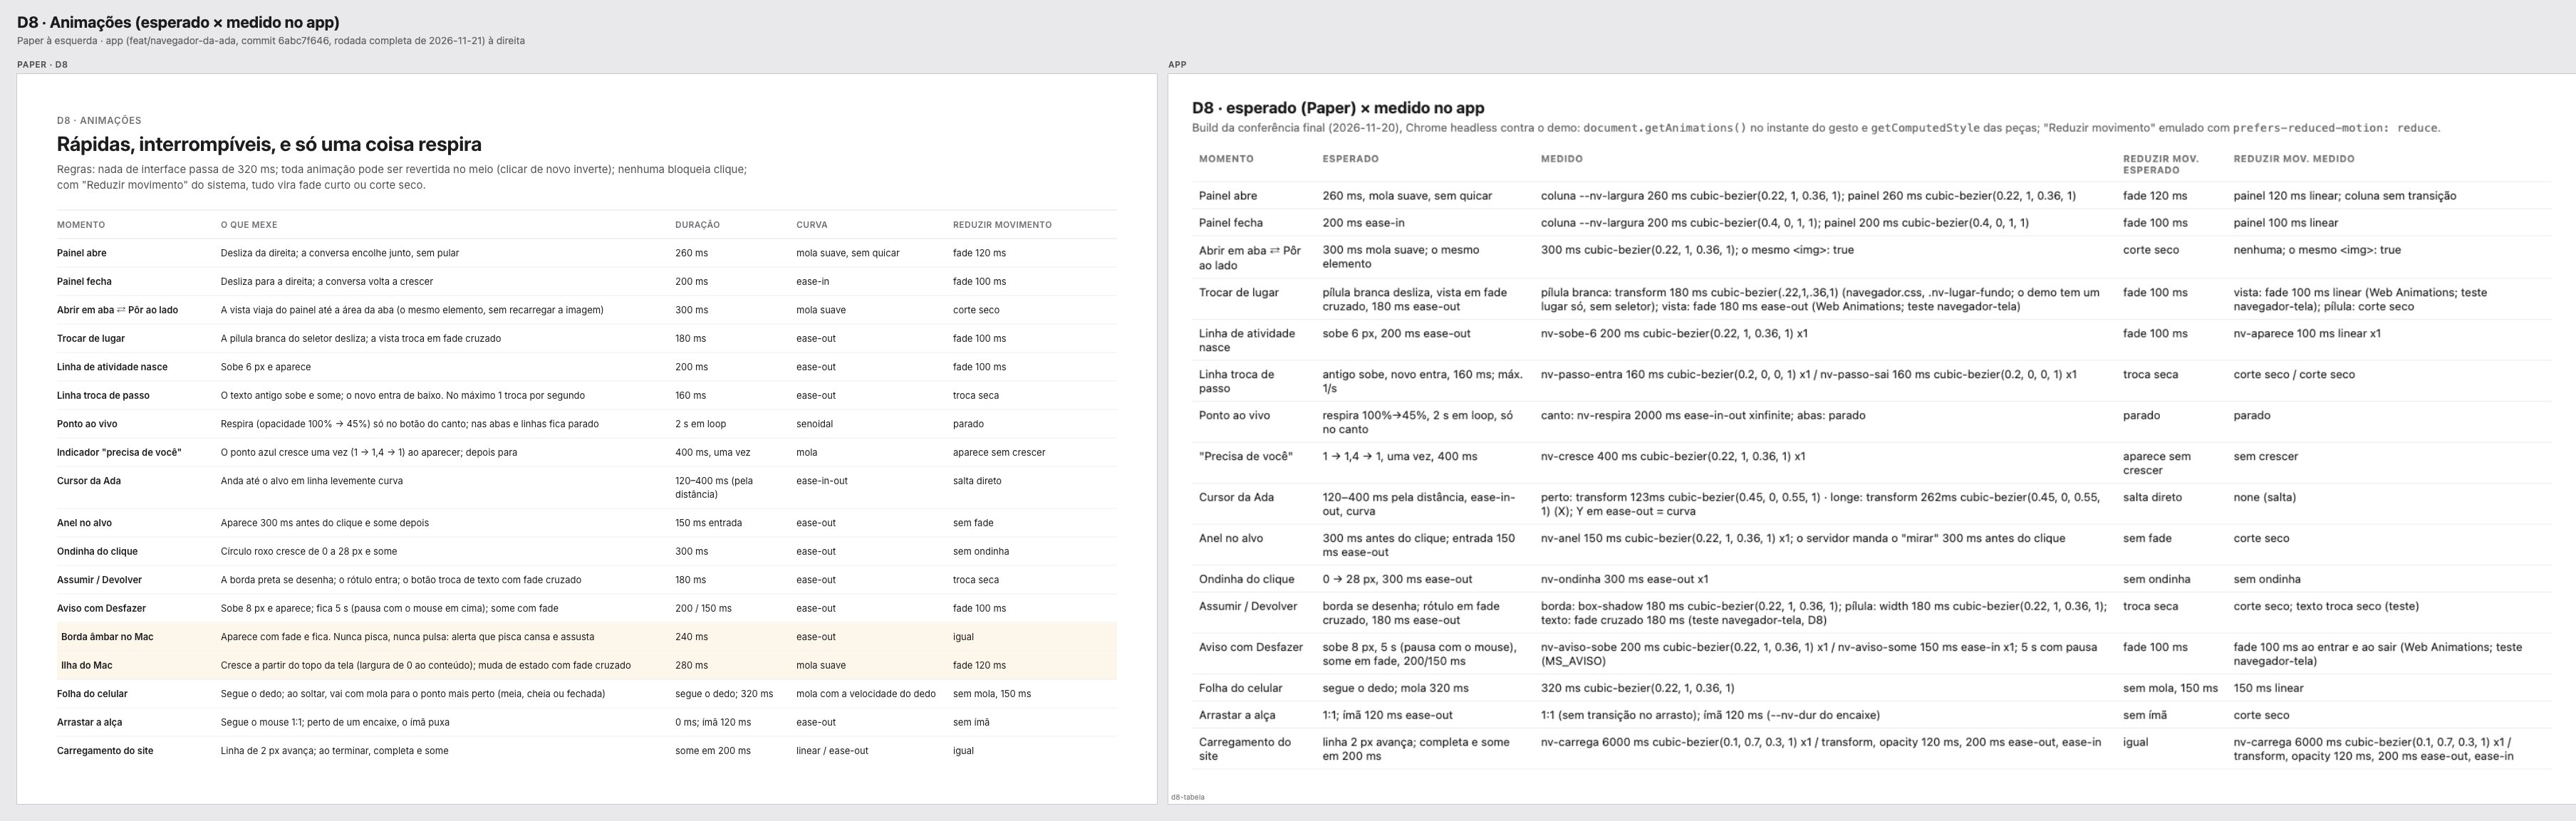 D8 · Animações (esperado × medido no app)
Paper à esquerda · app (feat/navegador-da-ada, commit 6abc7f646, rodada completa de 2026-11-21) à direita
PAPER · D8
D8 · ANIMAÇÕES
Rápidas, interrompíveis, e só uma coisa respira
Regras: nada de interface passa de 320 ms; toda animação pode ser revertida no meio (clicar de novo inverte); nenhuma bloqueia clique;
com "Reduzir movimento" do sistema, tudo vira fade curto ou corte seco.
MOMENTO O QUE MEXE DURAÇÃO CURVA REDUZIR MOVIMENTO
Painel abre Desliza da direita; a conversa encolhe junto, sem pular 260 ms mola suave, sem quicar fade 120 ms
Painel fecha Desliza para a direita; a conversa volta a crescer 200 ms ease-in fade 100 ms
Abrir em aba ⇄ Pôr ao lado A vista viaja do painel até a área da aba (o mesmo elemento, sem recarregar a imagem) 300 ms mola suave corte seco
Trocar de lugar A pílula branca do seletor desliza; a vista troca em fade cruzado 180 ms ease-out fade 100 ms
Linha de atividade nasce Sobe 6 px e aparece 200 ms ease-out fade 100 ms
Linha troca de passo O texto antigo sobe e some; o novo entra de baixo. No máximo 1 troca por segundo 160 ms ease-out troca seca
Ponto ao vivo Respira (opacidade 100% → 45%) só no botão do canto; nas abas e linhas fica parado 2 s em loop senoidal parado
Indicador "precisa de você" O ponto azul cresce uma vez (1 → 1,4 → 1) ao aparecer; depois para 400 ms, uma vez mola aparece sem crescer
Cursor da Ada Anda até o alvo em linha levemente curva 120–400 ms (pela ease-in-out salta direto
distância)
Anel no alvo Aparece 300 ms antes do clique e some depois 150 ms entrada ease-out sem fade
Ondinha do clique Círculo roxo cresce de 0 a 28 px e some 300 ms ease-out sem ondinha
Assumir / Devolver A borda preta se desenha; o rótulo entra; o botão troca de texto com fade cruzado 180 ms ease-out troca seca
Aviso com Desfazer Sobe 8 px e aparece; fica 5 s (pausa com o mouse em cima); some com fade 200 / 150 ms ease-out fade 100 ms
Borda âmbar no Mac Aparece com fade e fica. Nunca pisca, nunca pulsa: alerta que pisca cansa e assusta 240 ms ease-out igual
Ilha do Mac Cresce a partir do topo da tela (largura de 0 ao conteúdo); muda de estado com fade cruzado 280 ms mola suave fade 120 ms
Folha do celular Segue o dedo; ao soltar, vai com mola para o ponto mais perto (meia, cheia ou fechada) segue o dedo; 320 ms mola com a velocidade do dedo sem mola, 150 ms
Arrastar a alça Segue o mouse 1:1; perto de um encaixe, o ímã puxa 0 ms; ímã 120 ms ease-out sem ímã
Carregamento do site Linha de 2 px avança; ao terminar, completa e some some em 200 ms linear / ease-out igual
APP
D8 · esperado (Paper) × medido no app
Build da conferência final (2026-11-20), Chrome headless contra o demo: document.getAnimations() no instante do gesto e getComputedStyle das peças; "Reduzir movimento" emulado com prefers-reduced-motion: reduce.
MOMENTO ESPERADO MEDIDO REDUZIR MOV. REDUZIR MOV. MEDIDO
ESPERADO
Painel abre 260 ms, mola suave, sem quicar coluna --nv-largura 260 ms cubic-bezier(0.22, 1, 0.36, 1); painel 260 ms cubic-bezier(0.22, 1, 0.36, 1) fade 120 ms painel 120 ms linear; coluna sem transição
Painel fecha 200 ms ease-in coluna --nv-largura 200 ms cubic-bezier(0.4, 0, 1, 1); painel 200 ms cubic-bezier(0.4, 0, 1, 1) fade 100 ms painel 100 ms linear
Abrir em aba ⇄ Pôr 300 ms mola suave; o mesmo 300 ms cubic-bezier(0.22, 1, 0.36, 1); o mesmo <img>: true corte seco nenhuma; o mesmo <img>: true
ao lado elemento
Trocar de lugar pílula branca desliza, vista em fade pílula branca: transform 180 ms cubic-bezier(.22,1,.36,1) (navegador.css, .nv-lugar-fundo; o demo tem um fade 100 ms vista: fade 100 ms linear (Web Animations; teste
cruzado, 180 ms ease-out lugar só, sem seletor); vista: fade 180 ms ease-out (Web Animations; teste navegador-tela) navegador-tela); pílula: corte seco
Linha de atividade sobe 6 px, 200 ms ease-out nv-sobe-6 200 ms cubic-bezier(0.22, 1, 0.36, 1) x1 fade 100 ms nv-aparece 100 ms linear x1
nasce
Linha troca de antigo sobe, novo entra, 160 ms; máx. nv-passo-entra 160 ms cubic-bezier(0.2, 0, 0, 1) x1 / nv-passo-sai 160 ms cubic-bezier(0.2, 0, 0, 1) x1 troca seca corte seco / corte seco
passo 1/s
Ponto ao vivo respira 100%→45%, 2 s em loop, só canto: nv-respira 2000 ms ease-in-out xinfinite; abas: parado parado parado
no canto
"Precisa de você" 1 → 1,4 → 1, uma vez, 400 ms nv-cresce 400 ms cubic-bezier(0.22, 1, 0.36, 1) x1 aparece sem sem crescer
crescer
Cursor da Ada 120–400 ms pela distância, ease-in- perto: transform 123ms cubic-bezier(0.45, 0, 0.55, 1) · longe: transform 262ms cubic-bezier(0.45, 0, 0.55, salta direto none (salta)
out, curva 1) (X); Y em ease-out = curva
Anel no alvo 300 ms antes do clique; entrada 150 nv-anel 150 ms cubic-bezier(0.22, 1, 0.36, 1) x1; o servidor manda o "mirar" 300 ms antes do clique sem fade corte seco
ms ease-out
Ondinha do clique 0 → 28 px, 300 ms ease-out nv-ondinha 300 ms ease-out x1 sem ondinha sem ondinha
Assumir / Devolver borda se desenha; rótulo em fade borda: box-shadow 180 ms cubic-bezier(0.22, 1, 0.36, 1); pílula: width 180 ms cubic-bezier(0.22, 1, 0.36, 1); troca seca corte seco; texto troca seco (teste)
cruzado, 180 ms ease-out texto: fade cruzado 180 ms (teste navegador-tela, D8)
Aviso com Desfazer sobe 8 px, 5 s (pausa com o mouse), nv-aviso-sobe 200 ms cubic-bezier(0.22, 1, 0.36, 1) x1 / nv-aviso-some 150 ms ease-in x1; 5 s com pausa fade 100 ms fade 100 ms ao entrar e ao sair (Web Animations; teste
some em fade, 200/150 ms (MS_AVISO) navegador-tela)
Folha do celular segue o dedo; mola 320 ms 320 ms cubic-bezier(0.22, 1, 0.36, 1) sem mola, 150 ms 150 ms linear
Arrastar a alça 1:1; ímã 120 ms ease-out 1:1 (sem transição no arrasto); ímã 120 ms (--nv-dur do encaixe) sem ímã corte seco
Carregamento do linha 2 px avança; completa e some nv-carrega 6000 ms cubic-bezier(0.1, 0.7, 0.3, 1) x1 / transform, opacity 120 ms, 200 ms ease-out, ease-in igual nv-carrega 6000 ms cubic-bezier(0.1, 0.7, 0.3, 1) x1 /
site em 200 ms transform, opacity 120 ms, 200 ms ease-out, ease-in
d8-tabela